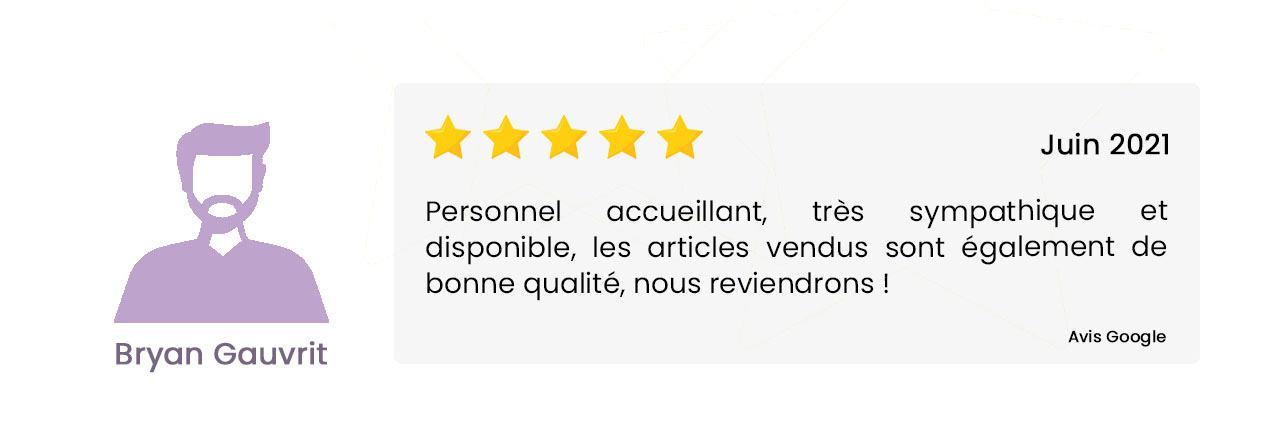 Juin 2021
Personnel accueillant, très sympathique et
disponible, les articles vendus sont également de
bonne qualité, nous reviendrons !
Avis Google
Bryan Gauvrit